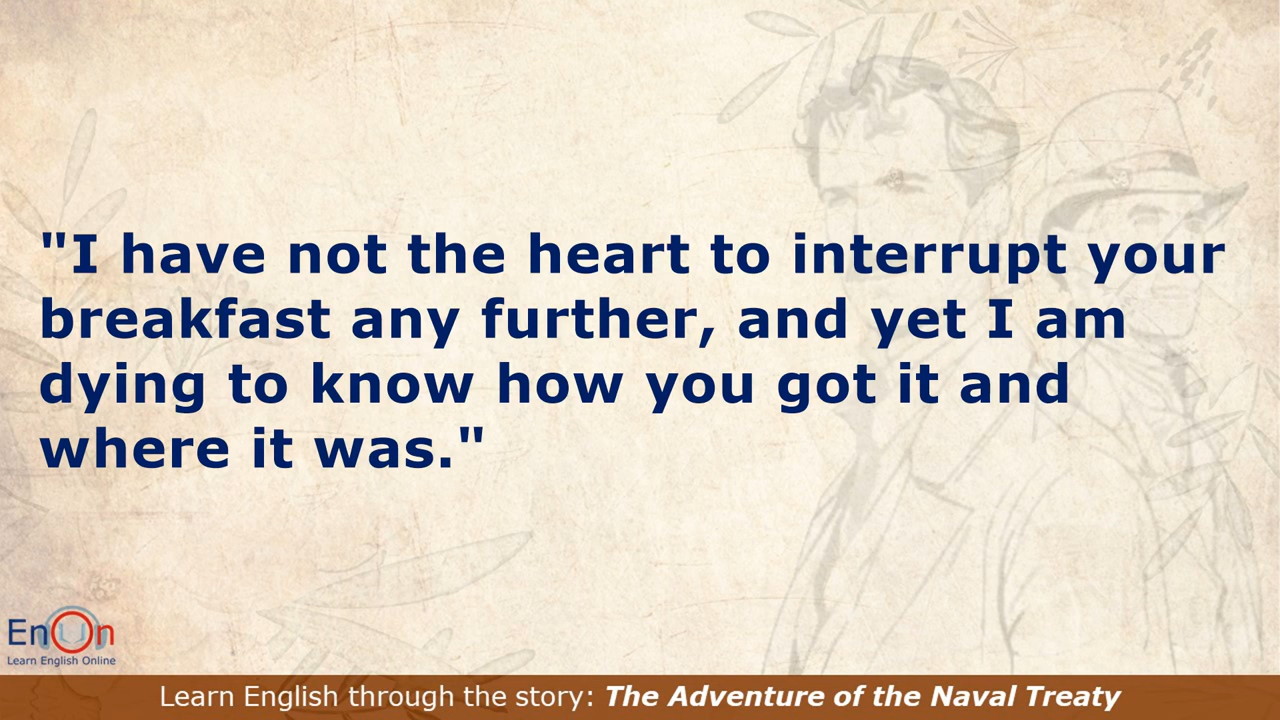 "I have not the heart to interrupt your
breakfast any further, and yet I am
dying to know how you got it and
where it was."
EnOn
Learn English Online
Learn English through the story: The Adventure of the Naval Treaty